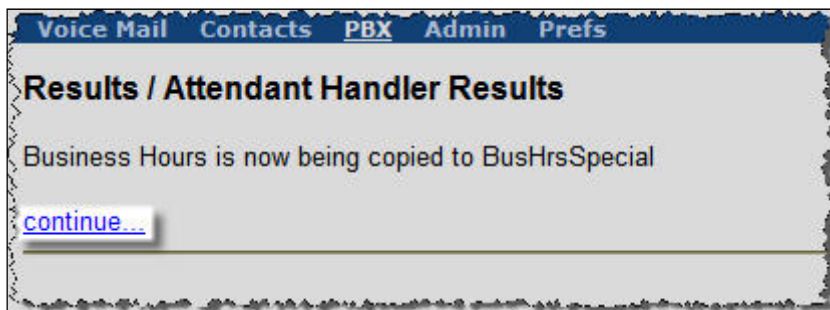 Voice Mail Contacts PBX Admin Prefs
Results / Attendant Handler Results
Business Hours is now being copied to BusHrsSpecial
continue...